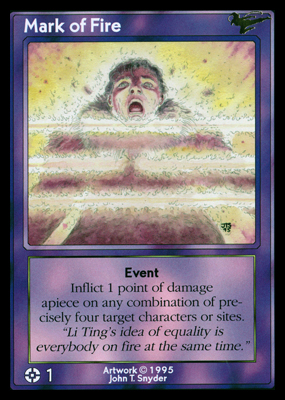 Mark of Fire
Event
Inflict 1 point of damage
apiece on any combination of pre-
cisely four target characters or sites.
“Li Ting’s idea of equality is
everybody on fire at the same time.”
1
Artwork © 1995
John T. Snyder